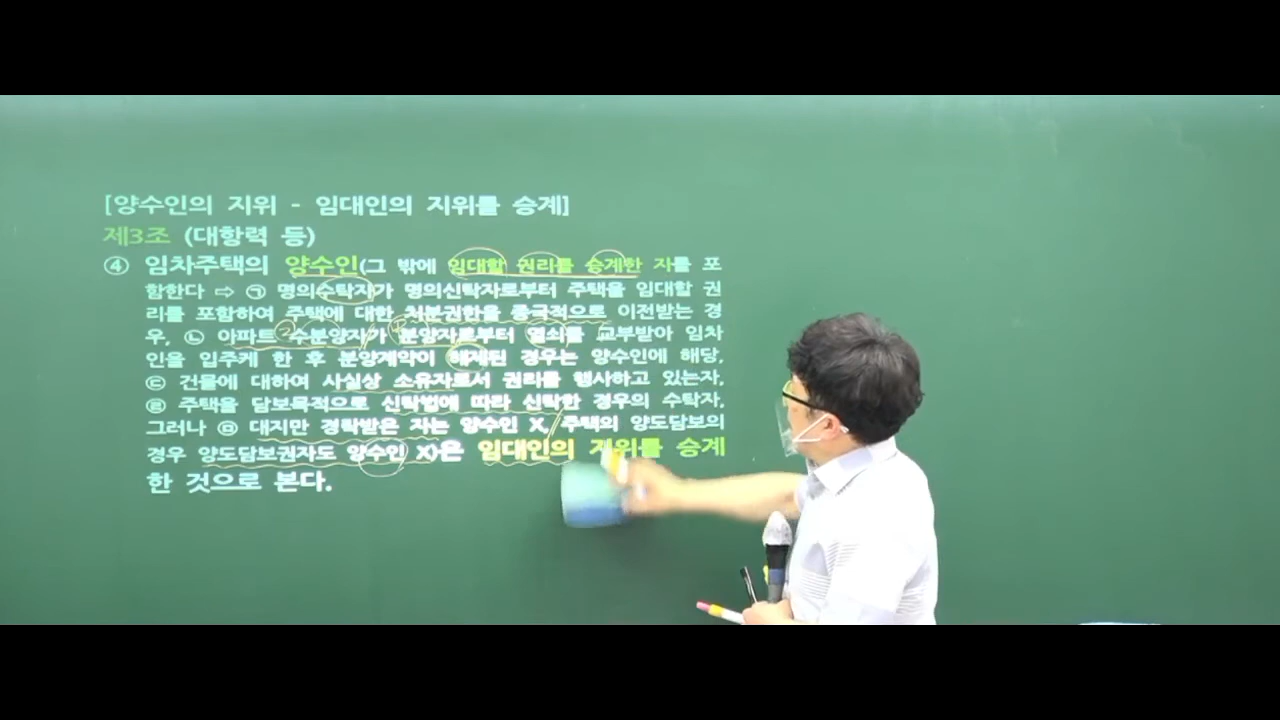 [양수인의 지위 - 임대인의 지위를 승계]
제3조 (대항력 등)
④ 임차주택의 양수인(그 밖에 임대할 권리를 승계한 자를 포
함한다 ⇨ ㉠ 명의수탁자가 명의신탁자로부터 주택을 임대할 권
리를 포함하여 주택에 대한 처분권한을 종국적으로 이전받는 경
우, ㉡ 아파트 수분양자가 분양자로부터 열쇠를 교부받아 임차
인을 입주케 한 후 분양계약이 해제된 경우는 양수인에 해당,
㉢ 건물에 대하여 사실상 소유자로서 권리를 행사하고 있는자,
㉣ 주택을 담보목적으로 신탁법에 따라 신탁한 경우의 수탁자,
그러나 ㉤ 대지만 경락받은 자는 양수인 X, 주택의 양도담보의
경우 양도담보권자도 양수인 X)은 임대인의 지위를 승계
한 것으로 본다.